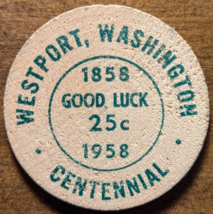 WESTPORT, WASHINGTON
1858
GOOD LUCK
25c
1958
· CENTENNIAL ·